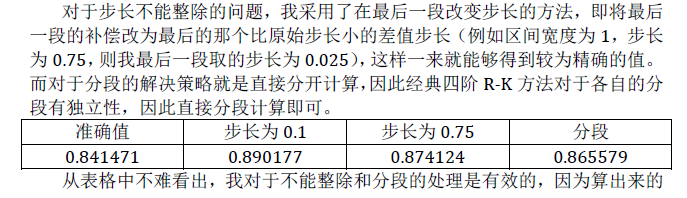 对于步长不能整除的问题，我采用了在最后一段改变步长的方法，即将最后
一段的补偿改为最后的那个比原始步长小的差值步长（例如区间宽度为 1，步长
为 0.75，则我最后一段取的步长为 0.025），这样一来就能够得到较为精确的值。
而对于分段的解决策略就是直接分开计算，因此经典四阶 R-K 方法对于各自的分
段有独立性，因此直接分段计算即可。
准确值 步长为 0.1 步长为 0.75 分段
0.841471 0.890177 0.874124 0.865579
从表格中不难看出，我对于不能整除和分段的处理是有效的，因为算出来的